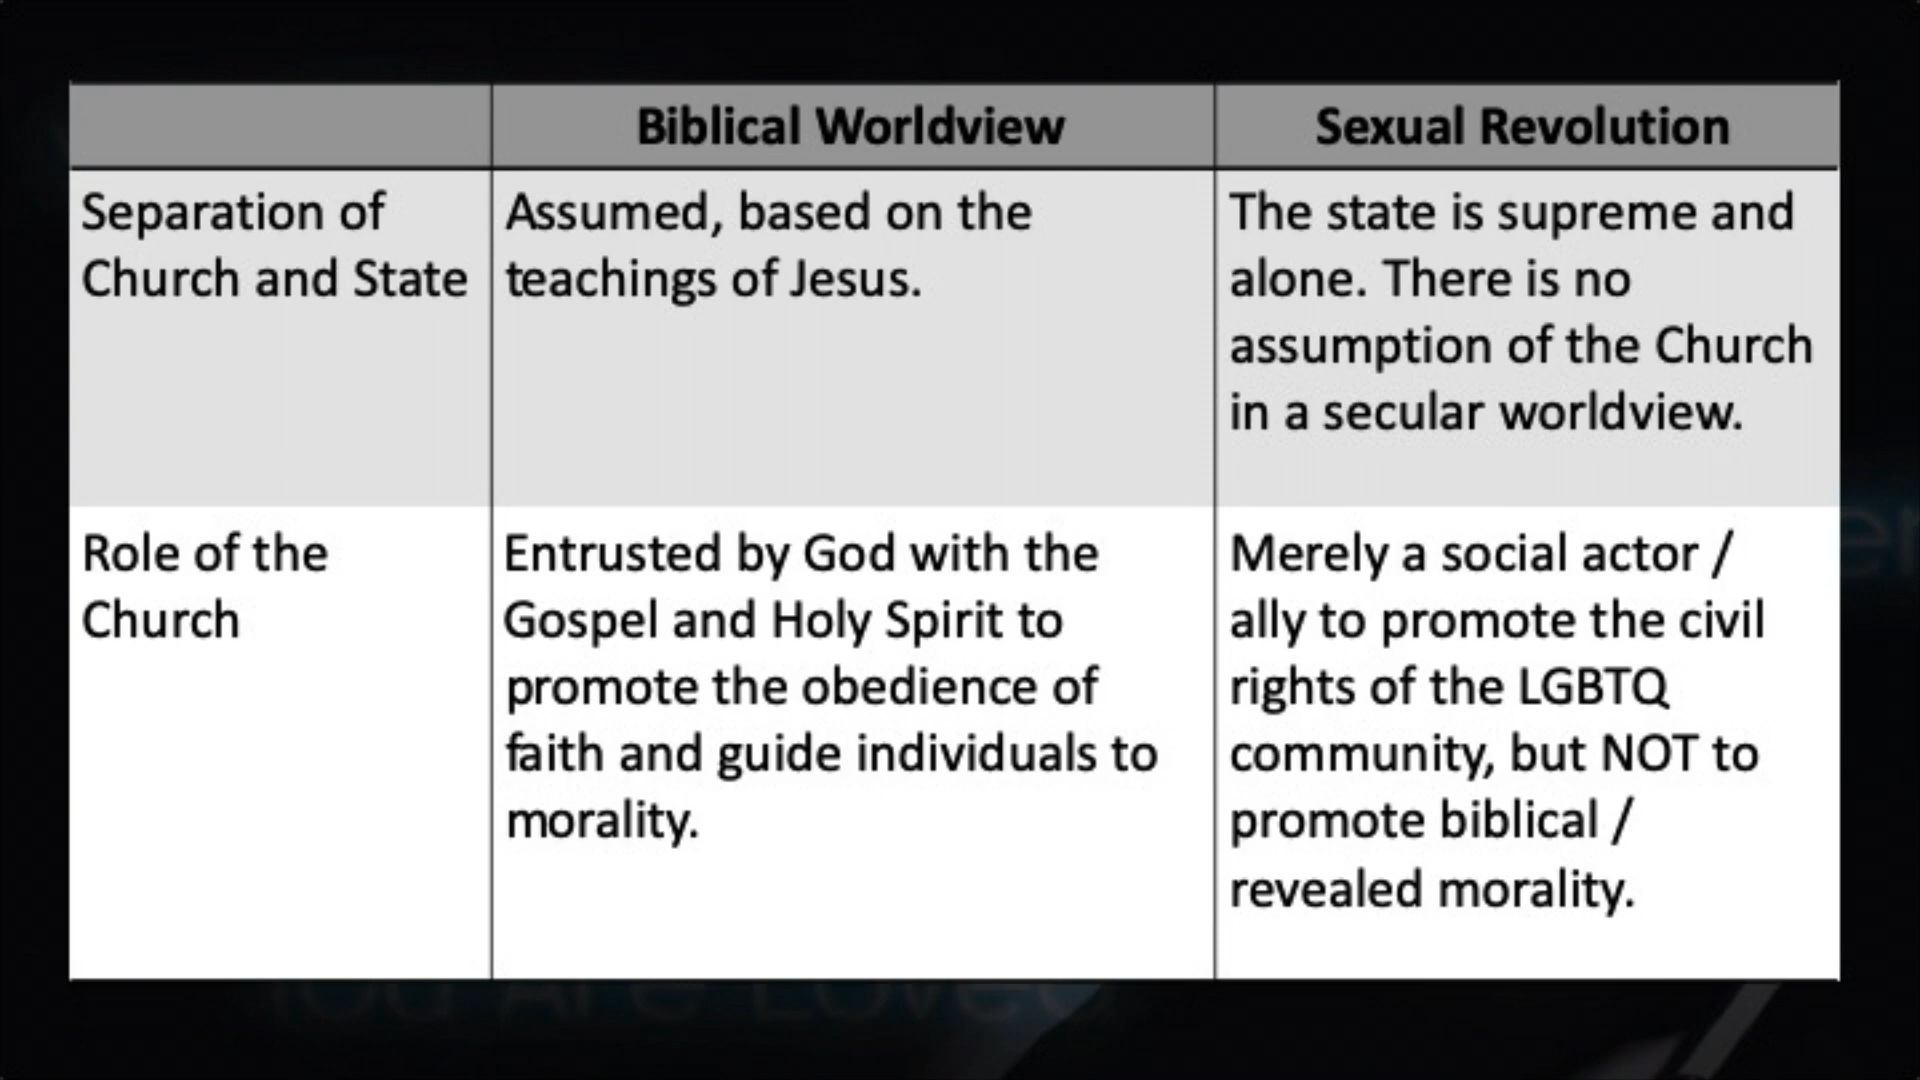 Biblical Worldview
Sexual Revolution
Separation of
Church and State
Assumed, based on the
teachings of Jesus.
The state is supreme and
alone. There is no
assumption of the Church
in a secular worldview.
Role of the
Church
Entrusted by God with the
Gospel and Holy Spirit to
promote the obedience of
faith and guide individuals to
morality.
Merely a social actor /
ally to promote the civil
rights of the LGBTQ
community, but NOT to
promote biblical /
revealed morality.
You Are Loved